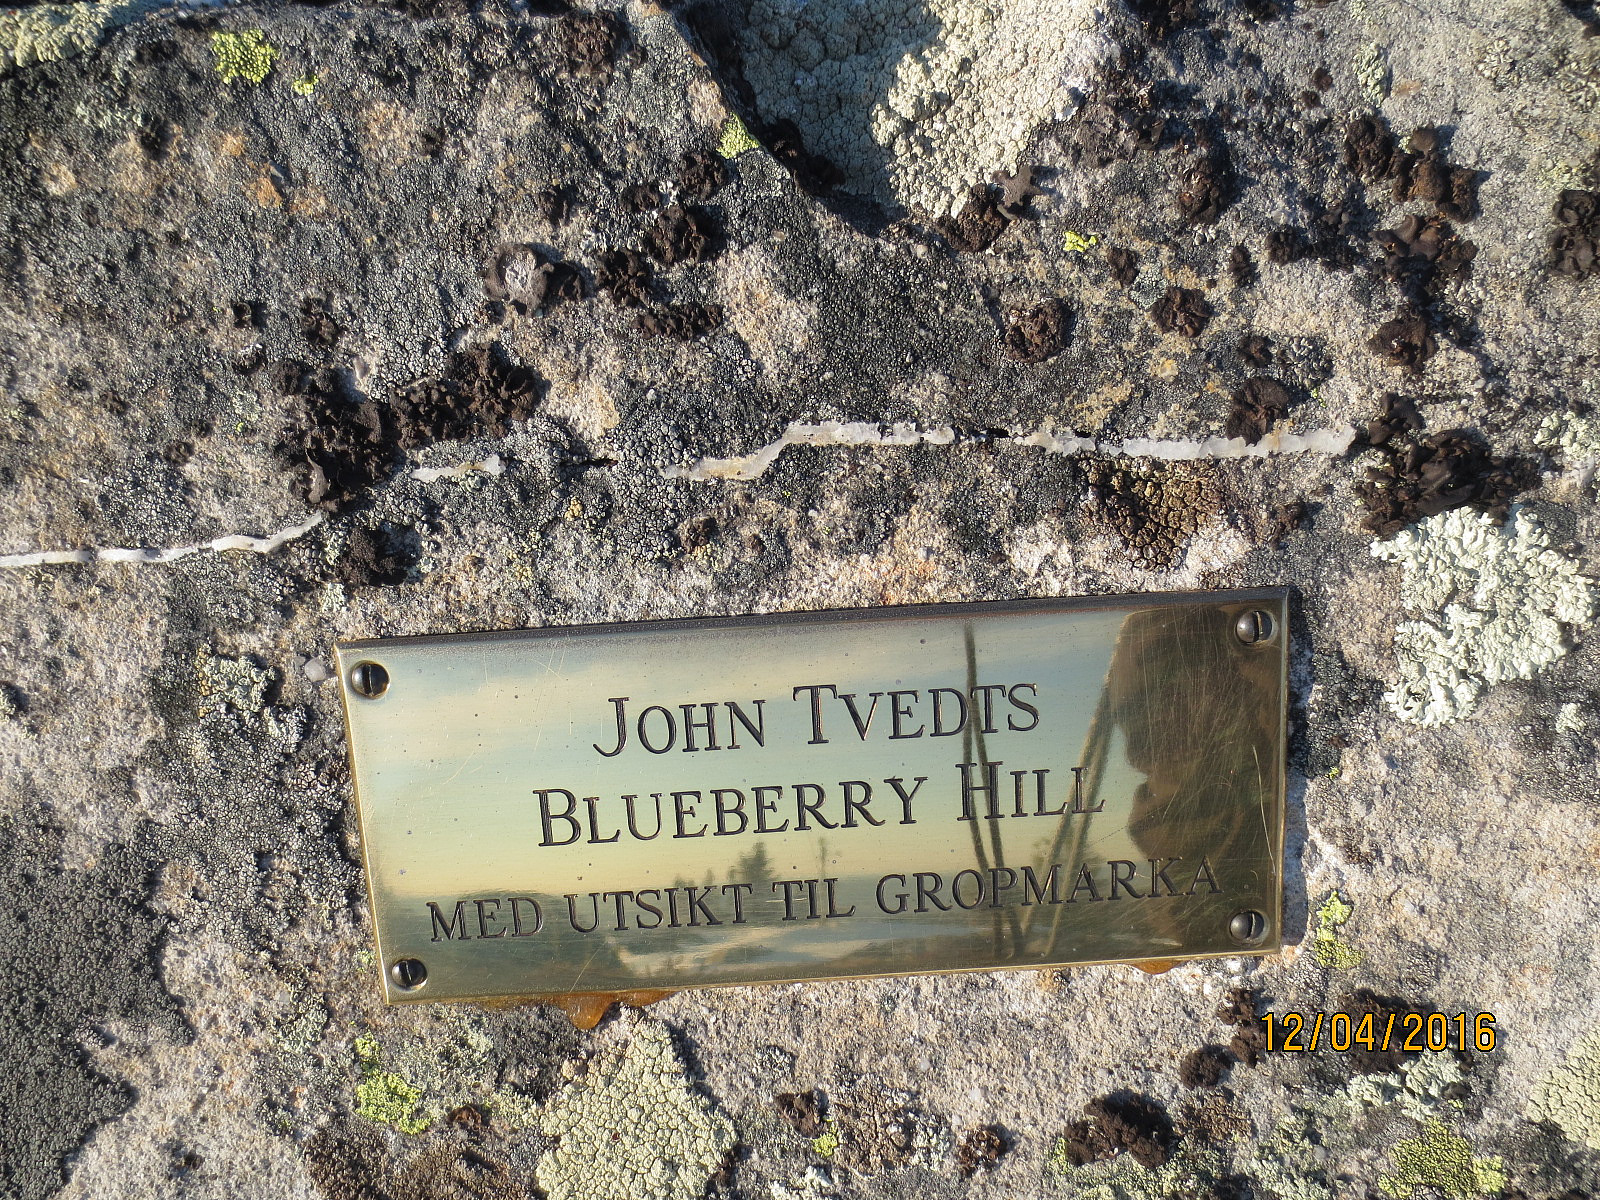 JOHN TVEDTS
BLUEBERRY HILL
MED UTSIKT TIL GROPMARKA
12/04/2016